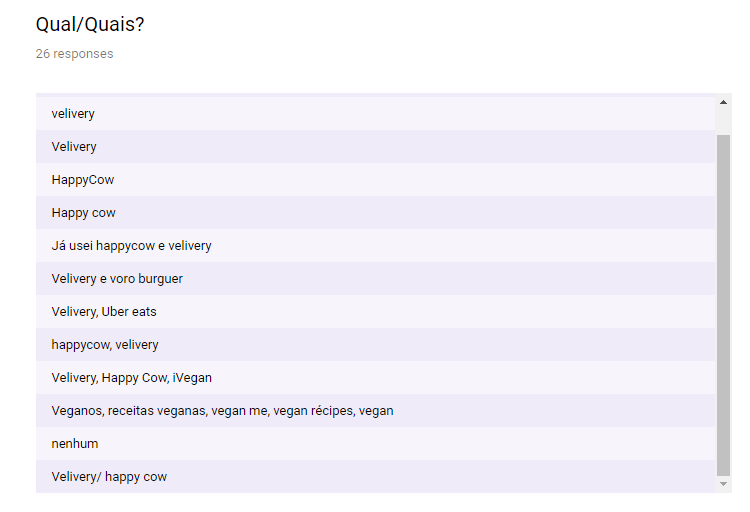 Qual/Quais?
26 responses
velivery
Velivery
HappyCow
Happy cow
Já usei happycow e velivery
Velivery e voro burguer
Velivery, Uber eats
happycow, velivery
Velivery, Happy Cow, iVegan
Veganos, receitas veganas, vegan me, vegan récipes, vegan
nenhum
Velivery/ happy cow